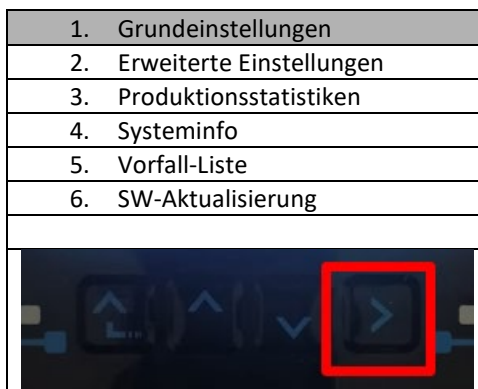 1. Grundeinstellungen
2. Erweiterte Einstellungen
3. Produktionsstatistiken
4. Systeminfo
5. Vorfall-Liste
6. SW-Aktualisierung